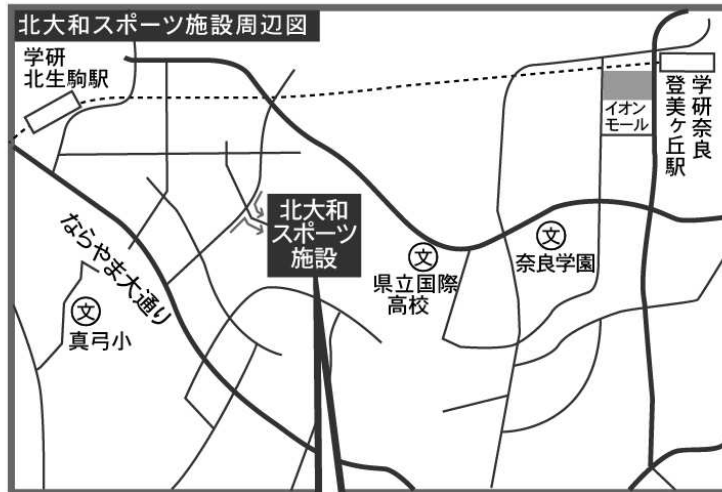 北大和スポーツ施設周辺図
学研
北生駒駅
イオン
モール
学研奈良
登美ヶ丘駅
北大和
スポーツ
施設
文
県立国際
高校
文
奈良学園
ならやま大通り
文
真弓小